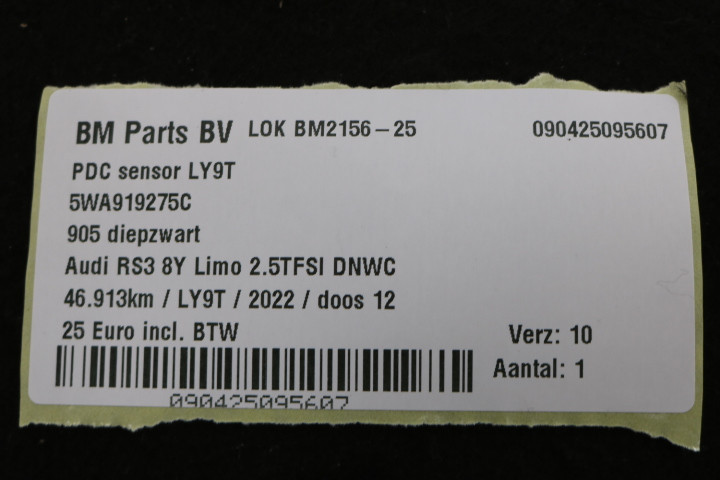 BM Parts BV LOK BM2156-25 090425095607
PDC sensor LY9T
5WA919275C
905 diepzwart
Audi RS3 8Y Limo 2.5TFSI DNWC
46.913km / LY9T / 2022 / doos 12
25 Euro incl. BTW Verz: 10
Aantal: 1
090425095607